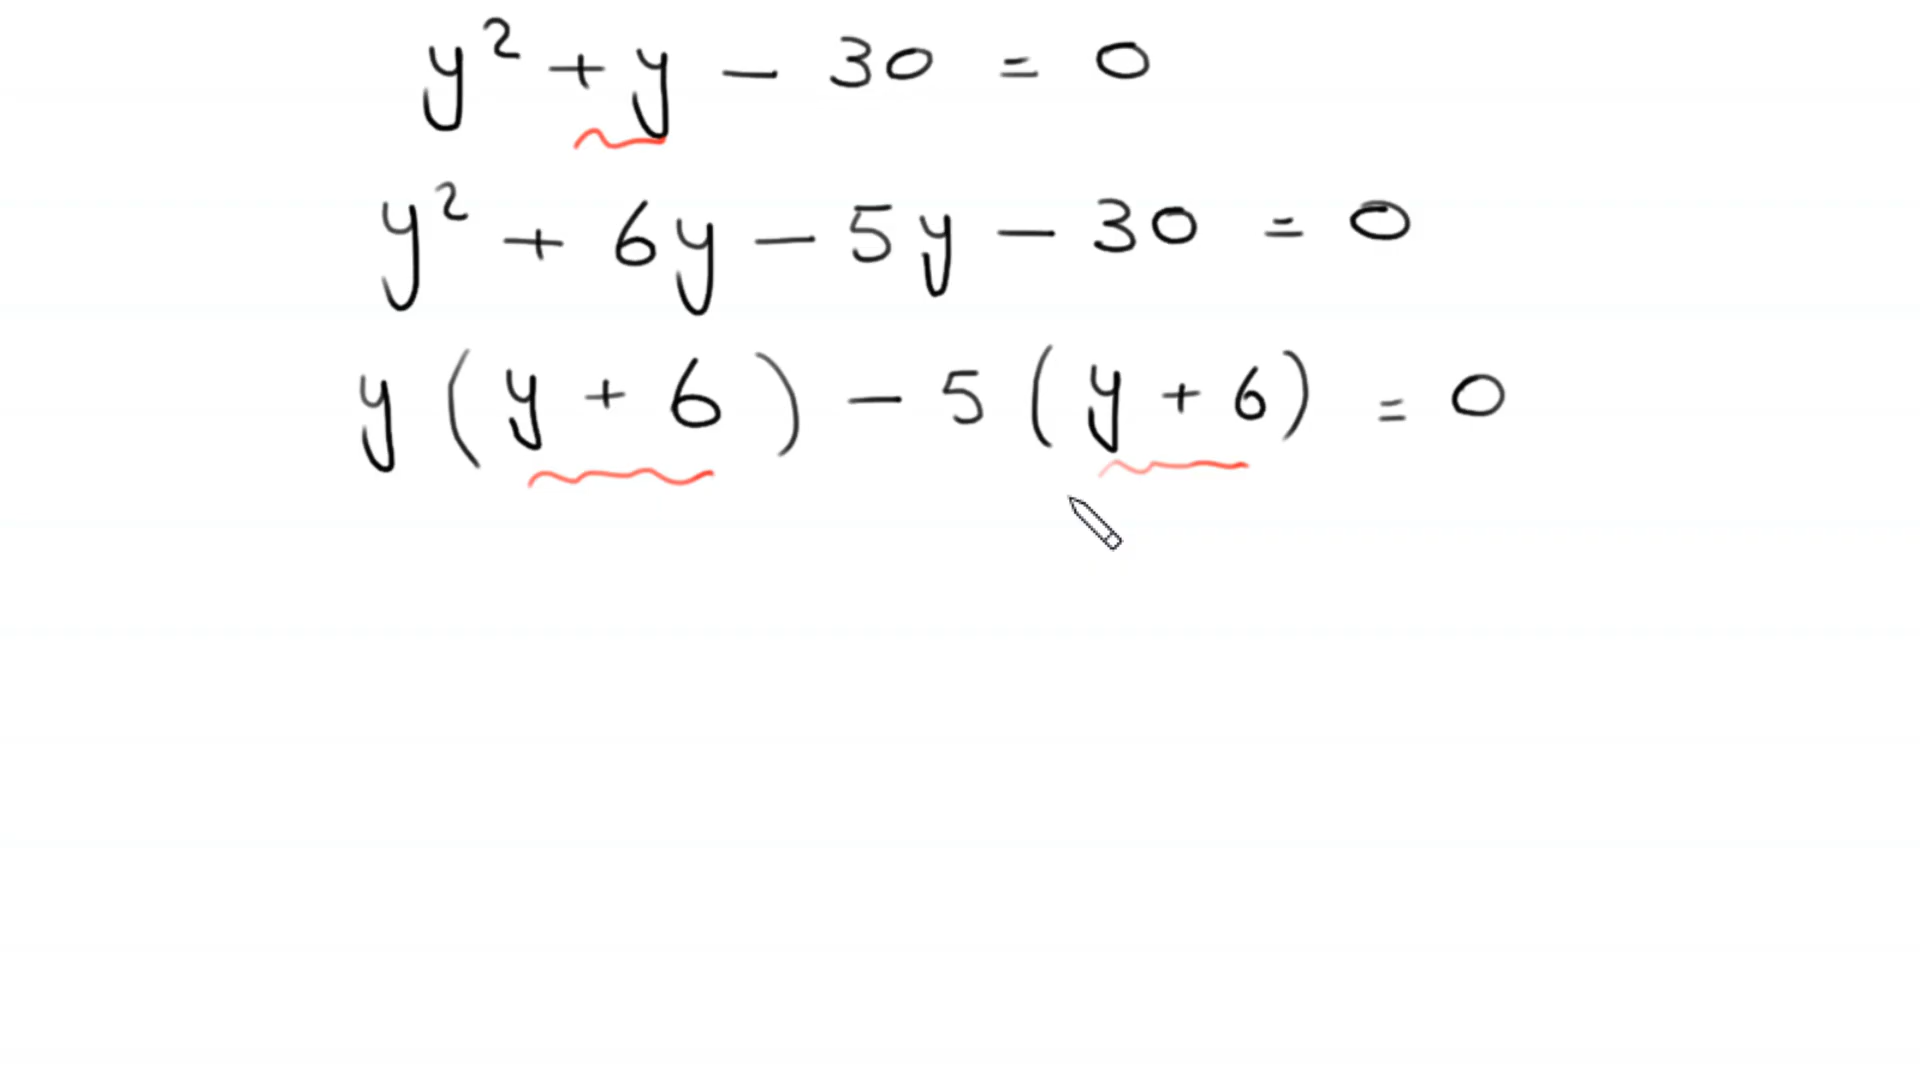 y² + y - 30 = 0
y² + 6y - 5y - 30 = 0
y(y + 6) - 5(y + 6) = 0